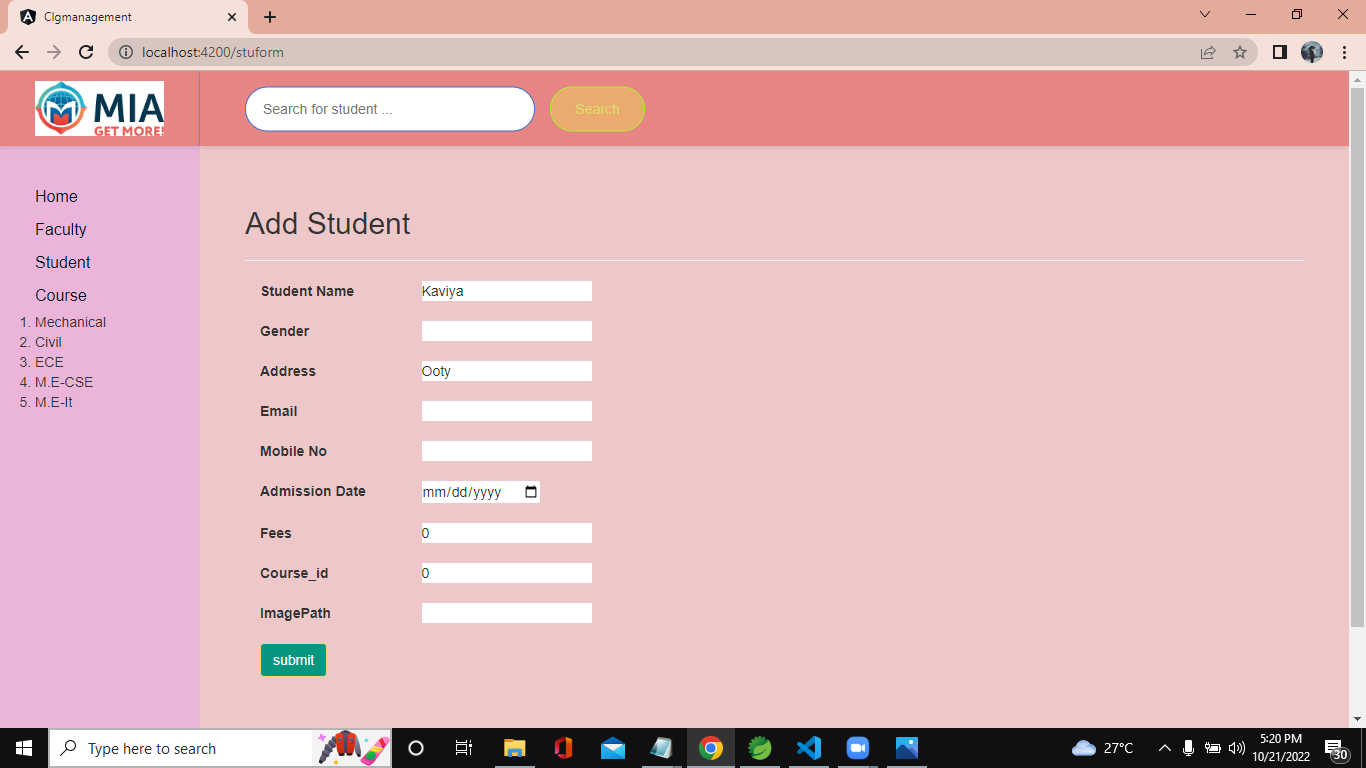 Clgmanagement
localhost:4200/stuform
MIA
GET MORE!
Search for student ...
Search
Home
Faculty
Student
Course
1. Mechanical
2. Civil
3. ECE
4. M.E-CSE
5. M.E-It
Add Student
Student Name Kaviya
Gender
Address Ooty
Email
Mobile No
Admission Date mm/dd/yyyy
Fees 0
Course_id 0
ImagePath
submit
Type here to search
27°C
5:20 PM
10/21/2022
30